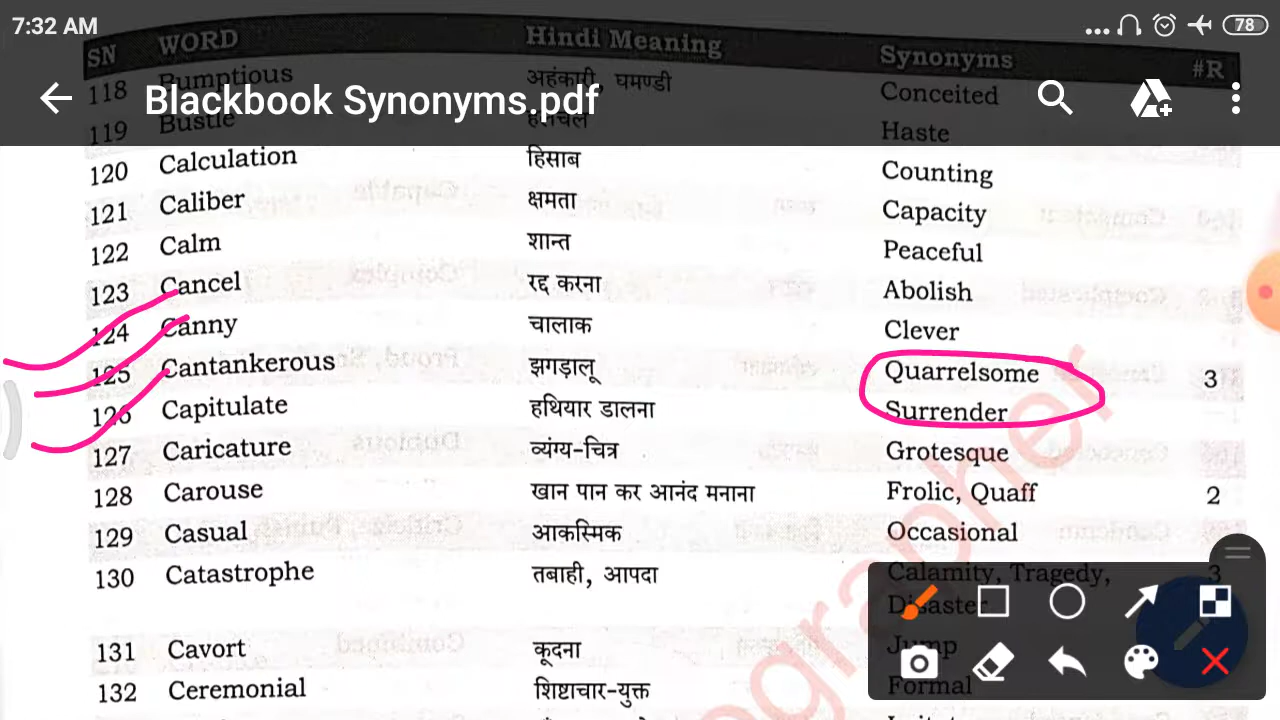 7:32 AM
78
SN WORD Hindi Meaning Synonyms #R
Blackbook Synonyms.pdf
118 Bumptious अहंकारी, घमण्डी Conceited
119 Bustle हलचल Haste
120 Calculation हिसाब Counting
121 Caliber क्षमता Capacity
122 Calm शान्त Peaceful
123 Cancel रद्द करना Abolish
124 Canny चालाक Clever
125 Cantankerous झगड़ालू Quarrelsome 3
126 Capitulate हथियार डालना Surrender
127 Caricature व्यंग्य-चित्र Grotesque
128 Carouse खान पान कर आनंद मनाना Frolic, Quaff 2
129 Casual आकस्मिक Occasional
130 Catastrophe तबाही, आपदा Calamity, Tragedy, 3
Disaster
131 Cavort कूदना Jump
132 Ceremonial शिष्टाचार-युक्त Formal